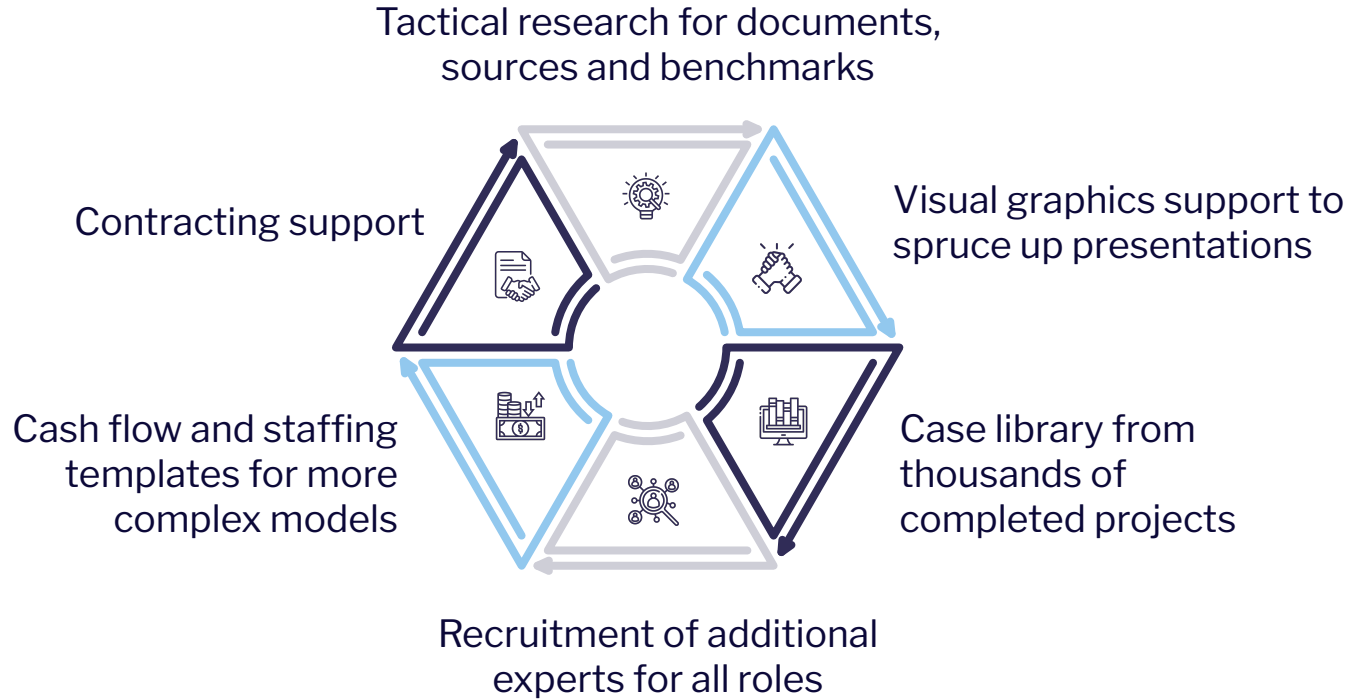 Tactical research for documents,
sources and benchmarks
Contracting support
Visual graphics support to
spruce up presentations
Cash flow and staffing
templates for more
complex models
Case library from
thousands of
completed projects
Recruitment of additional
experts for all roles